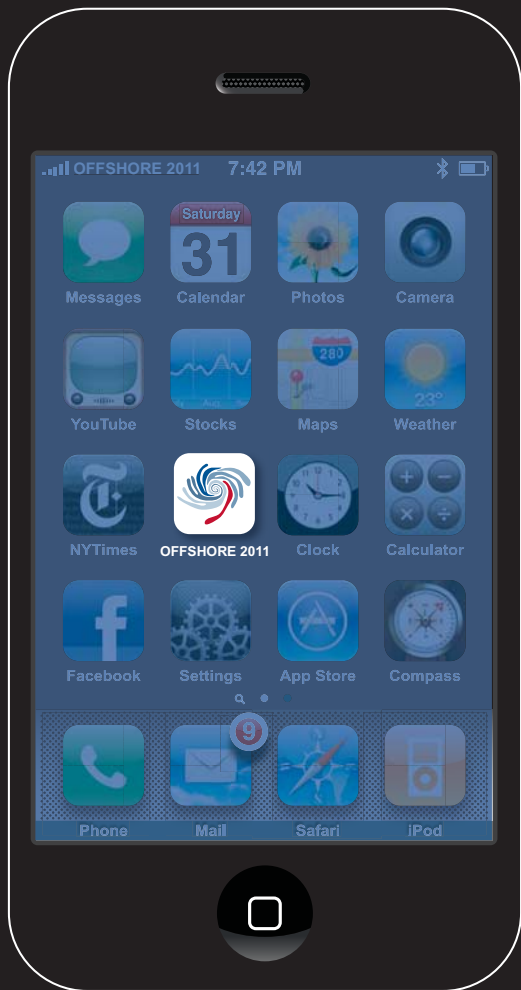 OFFSHORE 2011 7:42 PM
Saturday
31
Messages Calendar Photos Camera
280
23°
YouTube Stocks Maps Weather
T
NYTimes OFFSHORE 2011 Clock Calculator
f
Facebook Settings App Store Compass
9
Phone Mail Safari iPod